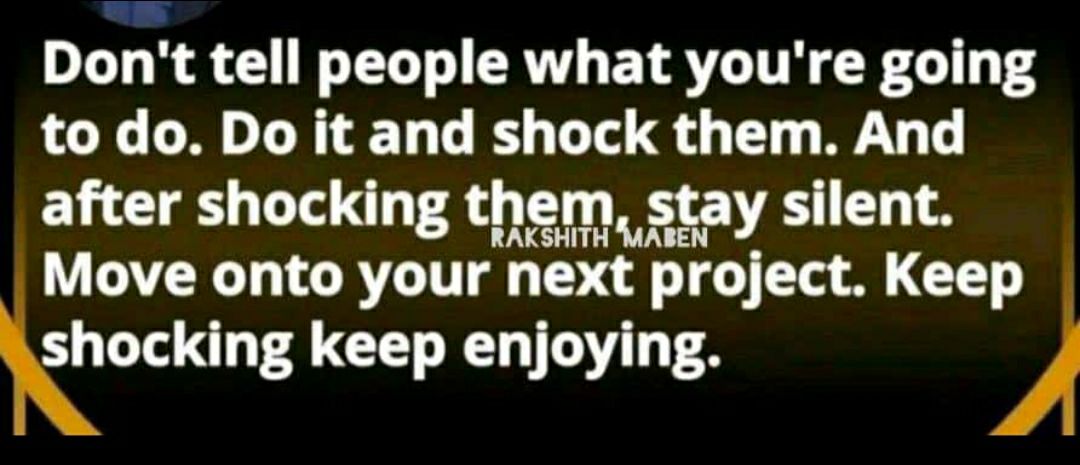 Don't tell people what you're going
to do. Do it and shock them. And
after shocking them, stay silent.
RAKSHITH MABEN
Move onto your next project. Keep
shocking keep enjoying.